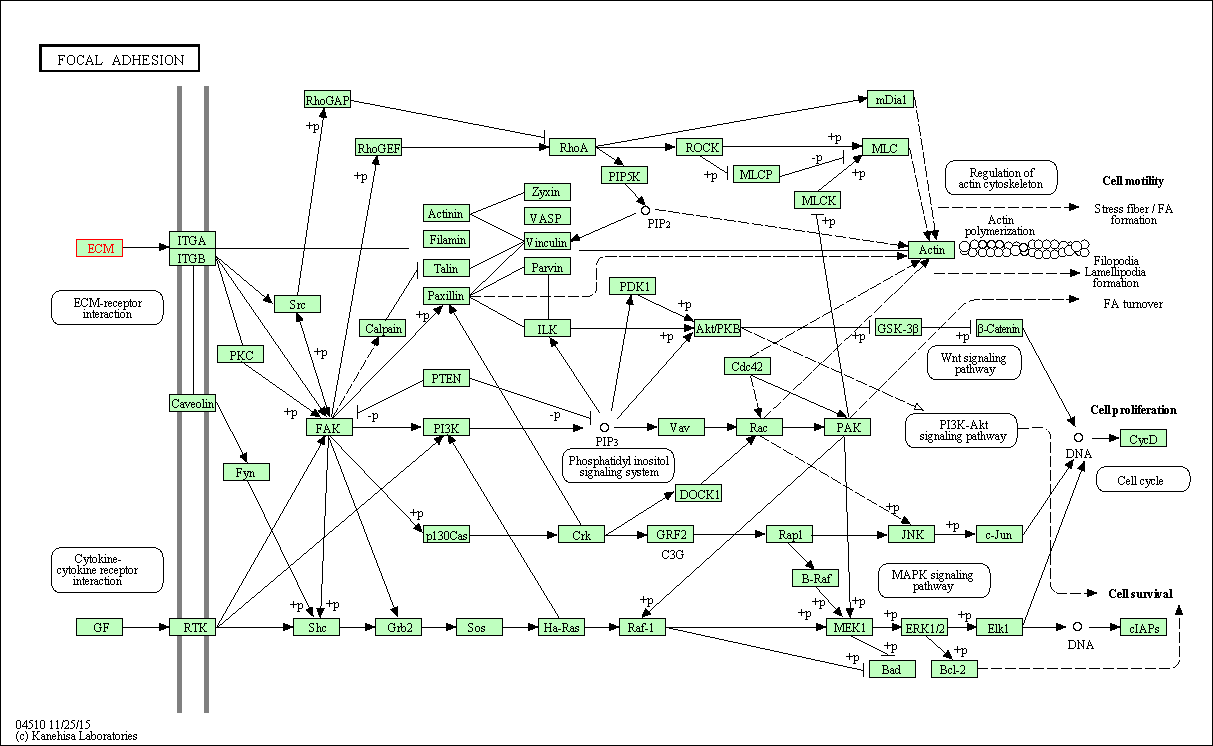 FOCAL ADHESION
RhoGAP
mDia1
+p
RhoGEF
RhoA
ROCK
+p
MLC
+p
PIP5K
+p
MLCP
-p
+p
Regulation of
actin cytoskeleton
Cell motility
Zyxin
MLCK
Actinin
VASP
PIP2
Stress fiber / FA
formation
ECM
ITGA
ITGB
Filamin
Vinculin
Actin
Actin
polymerization
Talin
Parvin
Filopodia
Lamellipodia
formation
ECM-receptor
interaction
Src
Paxillin
PDK1
FA turnover
+p
+p
Calpain
ILK
+p
Akt/PKB
GSK-3β
+p
+p
β-Catenin
PKC
+p
Cdc42
Wnt signaling
pathway
PTEN
Caveolin
+p
-p
-p
Cell proliferation
FAK
PI3K
PIP3
Vav
Rac
PAK
PI3K-Akt
signaling pathway
DNA
CycD
Fyn
Phosphatidyl inositol
signaling system
Cell cycle
DOCK1
+p
+p
+p
p130Cas
Crk
GRF2
C3G
Rap1
JNK
c-Jun
Cytokine-
cytokine receptor
interaction
B-Raf
MAPK signaling
pathway
Cell survival
+p
+p
+p
+p
+p
+p
+p
+p
GF
RTK
Shc
Grb2
Sos
Ha-Ras
Raf-1
MEK1
ERK1/2
Elk1
DNA
cIAPs
+p
+p
+p
Bad
Bcl-2
04510 11/25/15
(c) Kanehisa Laboratories